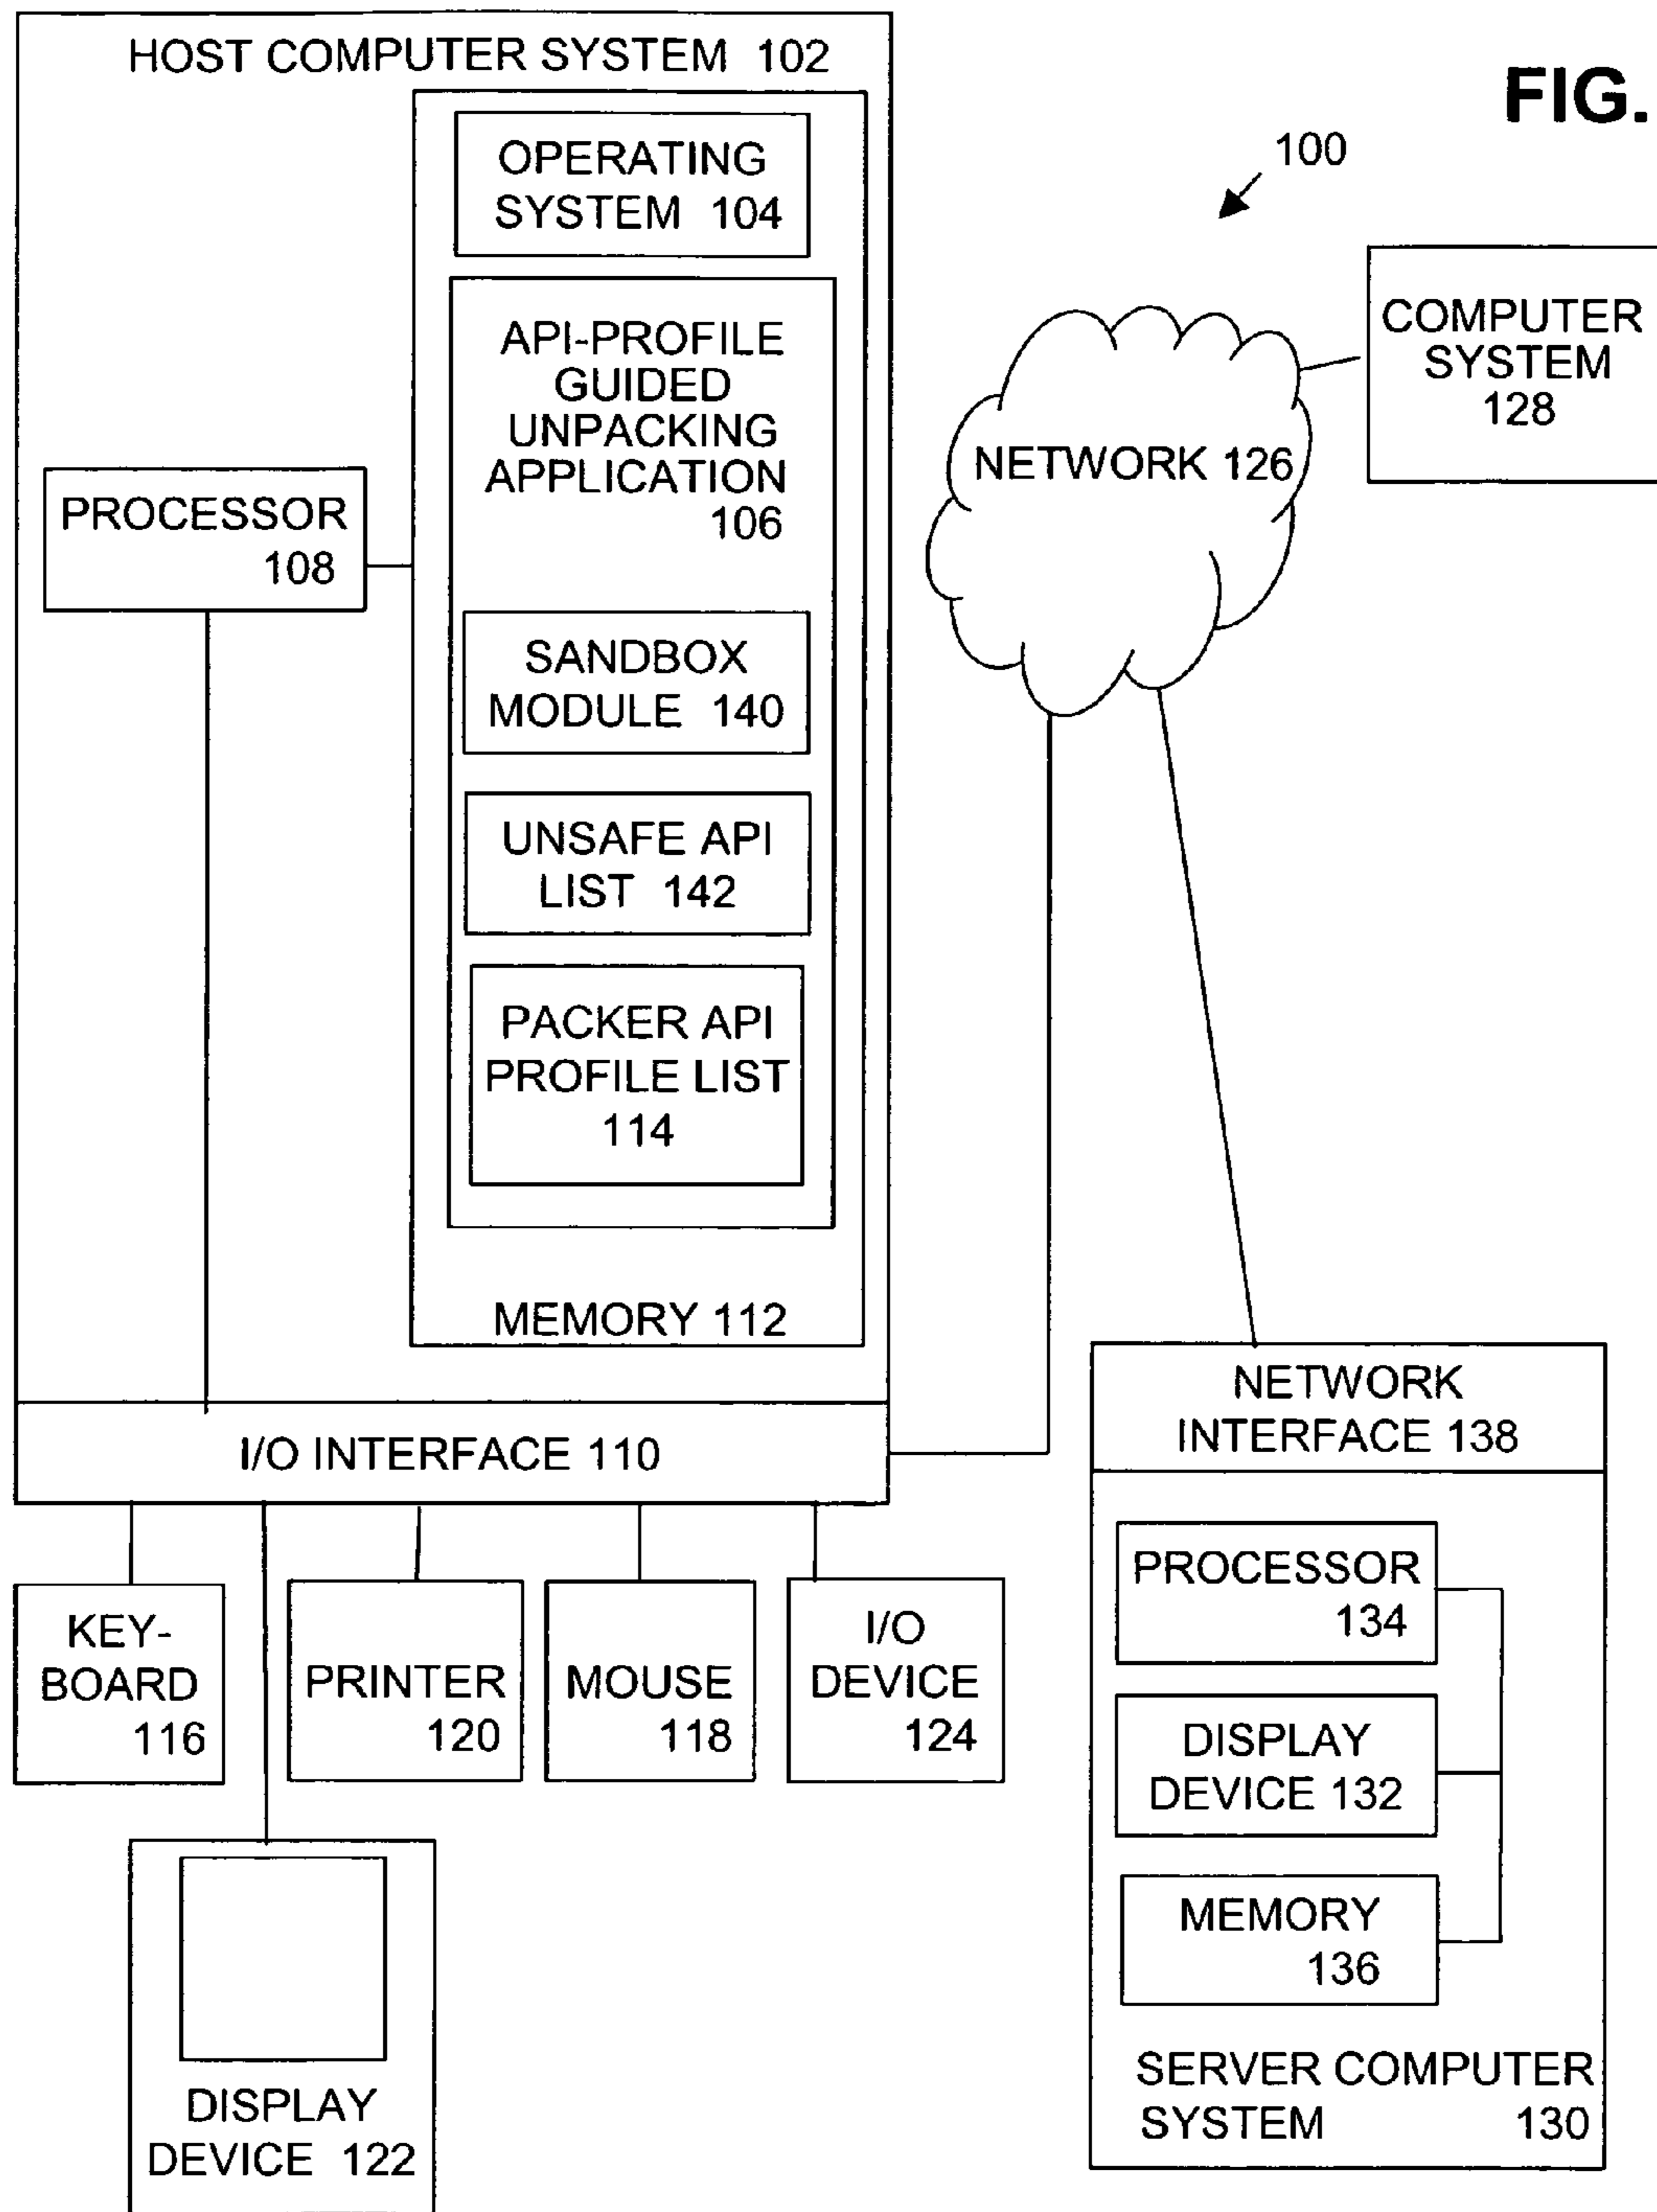 HOST COMPUTER SYSTEM 102
FIG.
100
OPERATING
SYSTEM 104
API-PROFILE
GUIDED
UNPACKING
APPLICATION
106
PROCESSOR
108
SANDBOX
MODULE 140
UNSAFE API
LIST 142
PACKER API
PROFILE LIST
114
MEMORY 112
I/O INTERFACE 110
NETWORK 126
COMPUTER
SYSTEM
128
KEY-
BOARD
116
PRINTER
120
MOUSE
118
I/O
DEVICE
124
DISPLAY
DEVICE 122
NETWORK
INTERFACE 138
PROCESSOR
134
DISPLAY
DEVICE 132
MEMORY
136
SERVER COMPUTER
SYSTEM 130